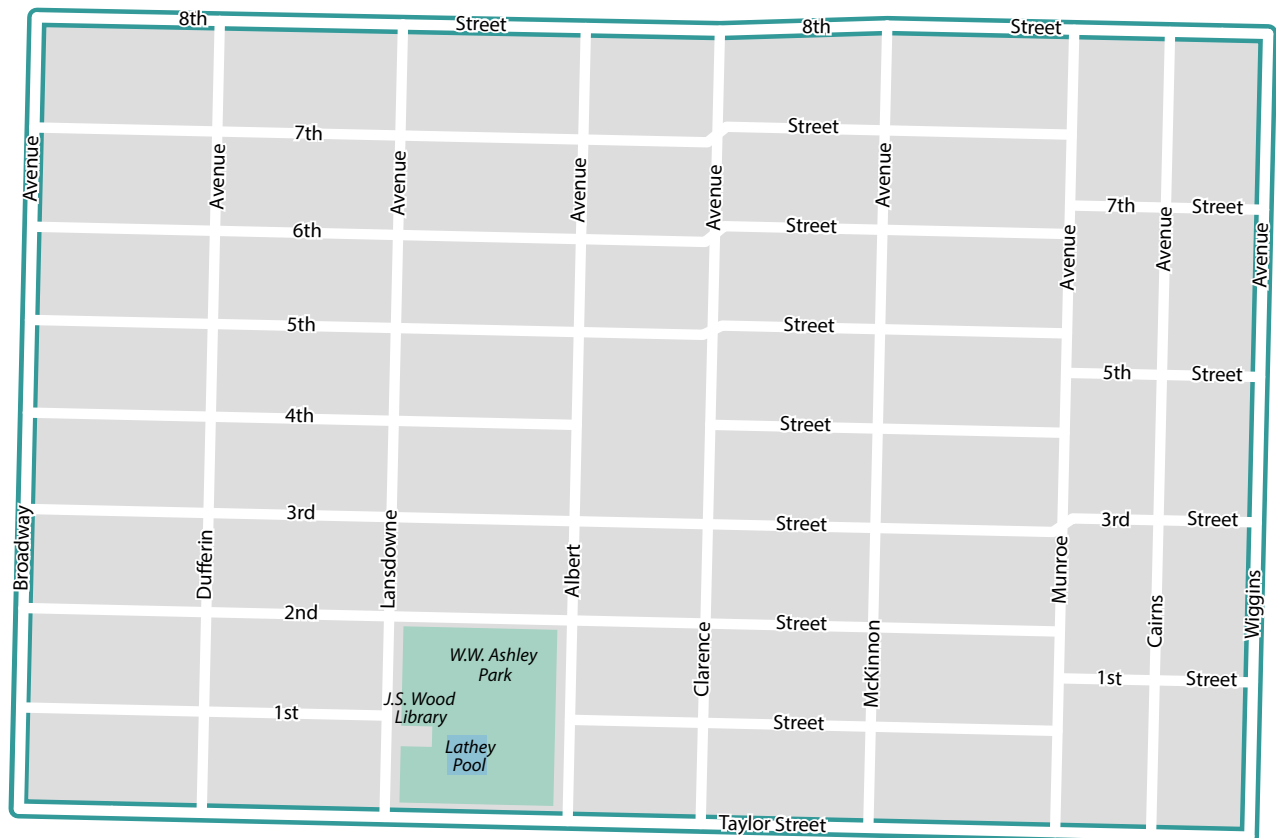 8th
Street
8th
Street
7th
Street
Avenue
Avenue
Avenue
Avenue
Avenue
Avenue
7th
Street
6th
Street
Avenue
Avenue
Avenue
5th
Street
5th
Street
4th
Street
3rd
Street
3rd
Street
Broadway
Dufferin
Lansdowne
Albert
Munroe
Wiggins
2nd
Street
Cairns
Clarence
McKinnon
W.W. Ashley
Park
1st
Street
J.S. Wood
Library
1st
Street
Lathey
Pool
Taylor Street